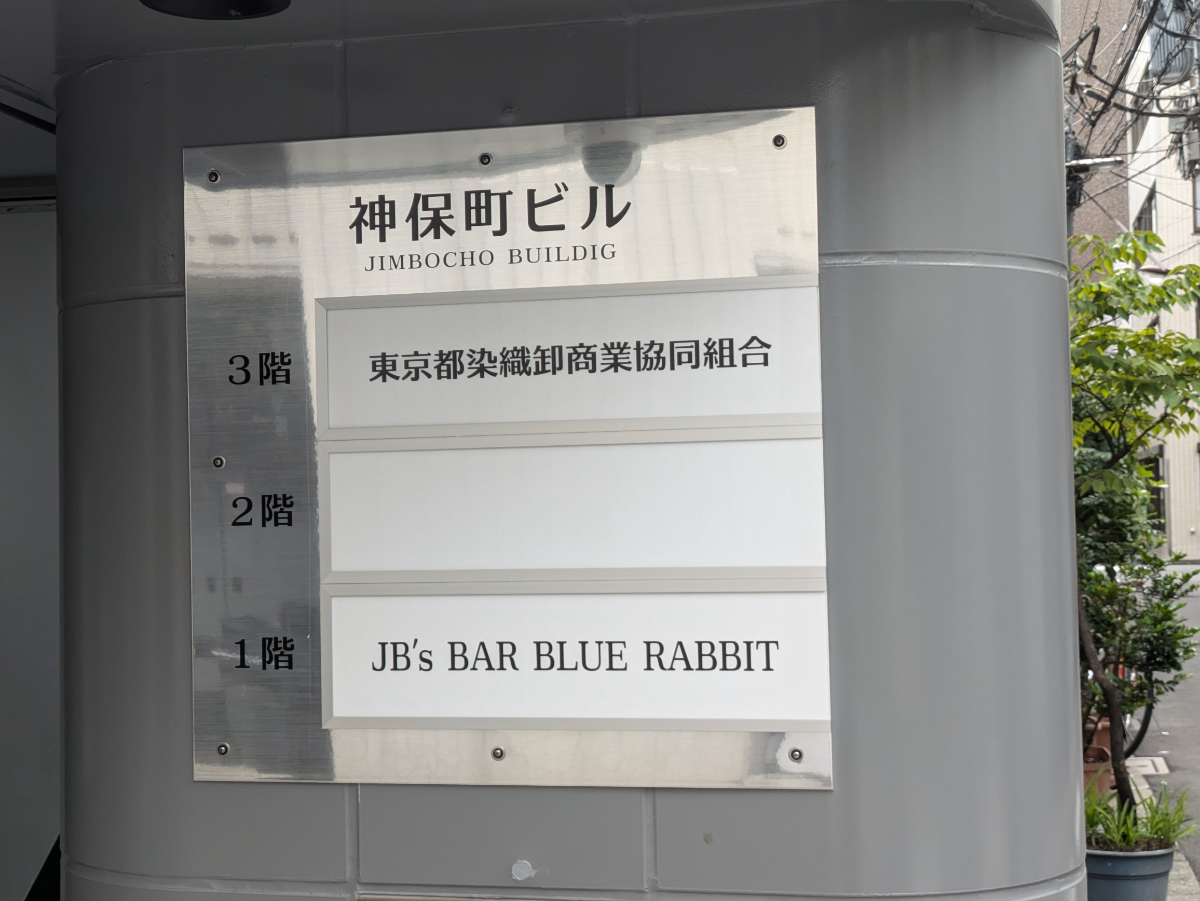 神保町ビル
JIMBOCHO BUILDIG
3階 東京都染織卸商業協同組合
2階
1階 JB's BAR BLUE RABBIT